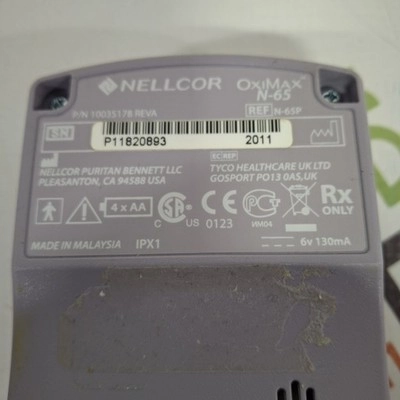 NELLCOR OXIMAX
N-65
P/N 10035178 REVA REF N-65P
SN P11820893 2011
NELLCOR PURITAN BENNETT LLC
PLEASANTON, CA 94588 USA
EC REP
TYCO HEALTHCARE UK LTD
GOSPORT PO13 0AS, UK
4 x AA C US 0123 ИМ04 Rx ONLY
MADE IN MALAYSIA IPX1 6v 130mA